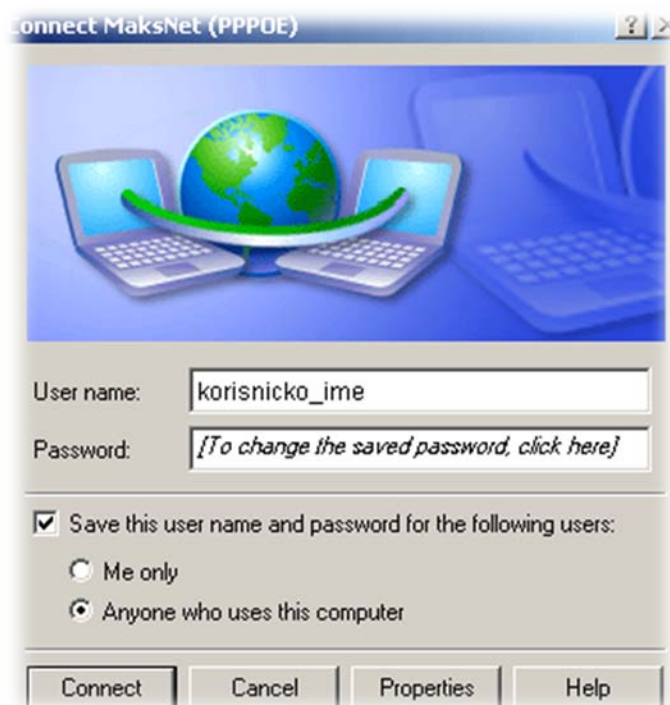 Connect MaksNet (PPPOE)
User name: korisnicko_ime
Password: [To change the saved password, click here]
Save this user name and password for the following users:
Me only
Anyone who uses this computer
Connect Cancel Properties Help